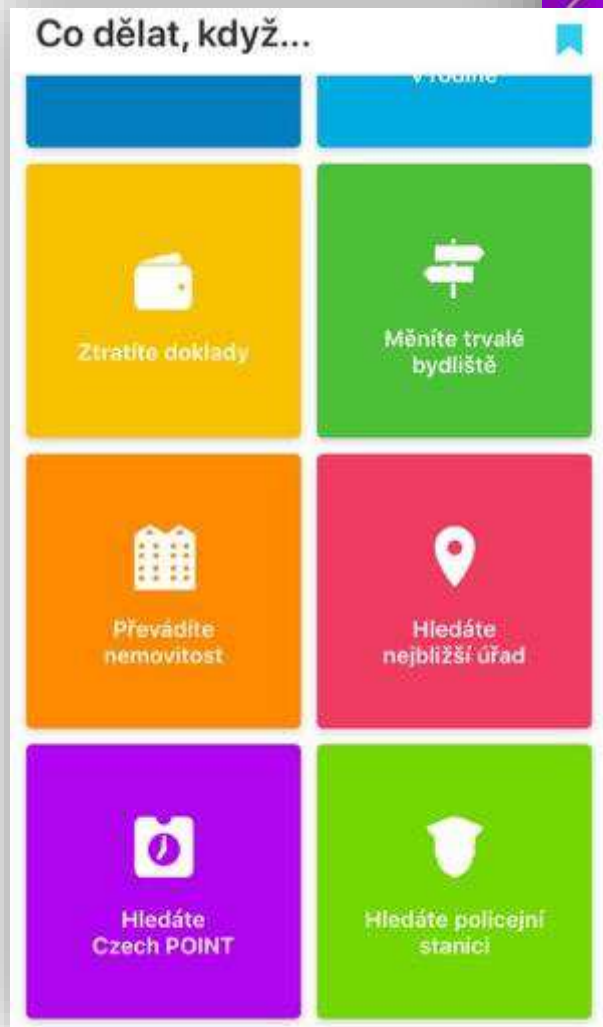 Co dělat, když...
v rodině
Ztratíte doklady
Měníte trvalé
bydliště
Převádíte
nemovitost
Hledáte
nejbližší úřad
Hledáte
Czech POINT
Hledáte policejní
stanici